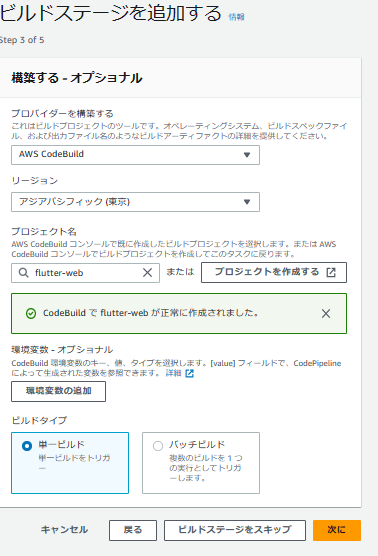 ビルドステージを追加する 情報
Step 3 of 5
構築する - オプショナル
プロバイダーを構築する
これはビルドプロジェクトのツールです。オペレーティングシステム、ビルドスペックファイ
ル、および出力ファイル名のようなビルドアーティファクトの詳細を提供してください。
AWS CodeBuild
リージョン
アジアパシフィック (東京)
プロジェクト名
AWS CodeBuild コンソールで既に作成したビルドプロジェクトを選択します。または AWS
CodeBuild コンソールでビルドプロジェクトを作成してこのタスクに戻ります。
flutter-web または プロジェクトを作成する
CodeBuild で flutter-web が正常に作成されました。
環境変数 - オプショナル
CodeBuild 環境変数のキー、値、タイプを選択します。[value] フィールドで、CodePipeline
によって生成された変数を参照できます。 詳細
環境変数の追加
ビルドタイプ
単一ビルド
単一ビルドをトリガ
ー
バッチビルド
複数のビルドを 1 つ
の実行としてトリガ
ーします。
キャンセル 戻る ビルドステージをスキップ 次に